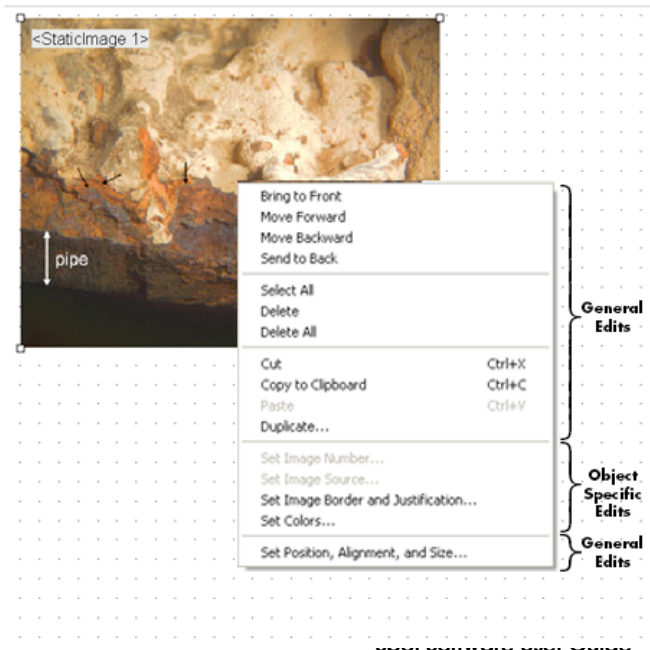 <StaticImage 1>
pipe
Bring to Front
Move Forward
Move Backward
Send to Back
Select All
Delete
Delete All
Cut Ctrl+X
Copy to Clipboard Ctrl+C
Paste Ctrl+V
Duplicate...
Set Image Number...
Set Image Source...
Set Image Border and Justification...
Set Colors...
Set Position, Alignment, and Size...
General
Edits
Object
Specific
Edits
General
Edits